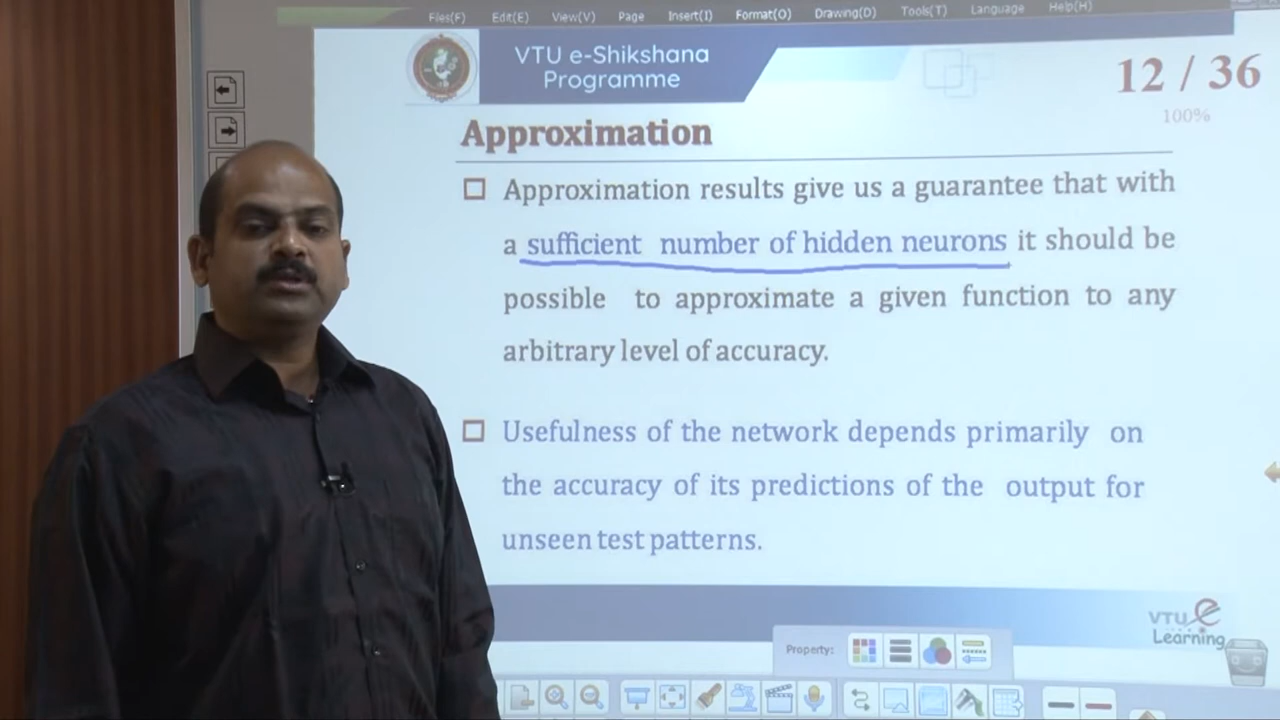 Files(F) Edit(E) View(V) Page Insert(I) Format(O) Drawing(D) Tools(T) Language Help(H)
VTU e-Shikshana
Programme
12 / 36
100%
Approximation
Approximation results give us a guarantee that with
a sufficient number of hidden neurons it should be
possible to approximate a given function to any
arbitrary level of accuracy.
Usefulness of the network depends primarily on
the accuracy of its predictions of the output for
unseen test patterns.
VTU e
Learning
Property: